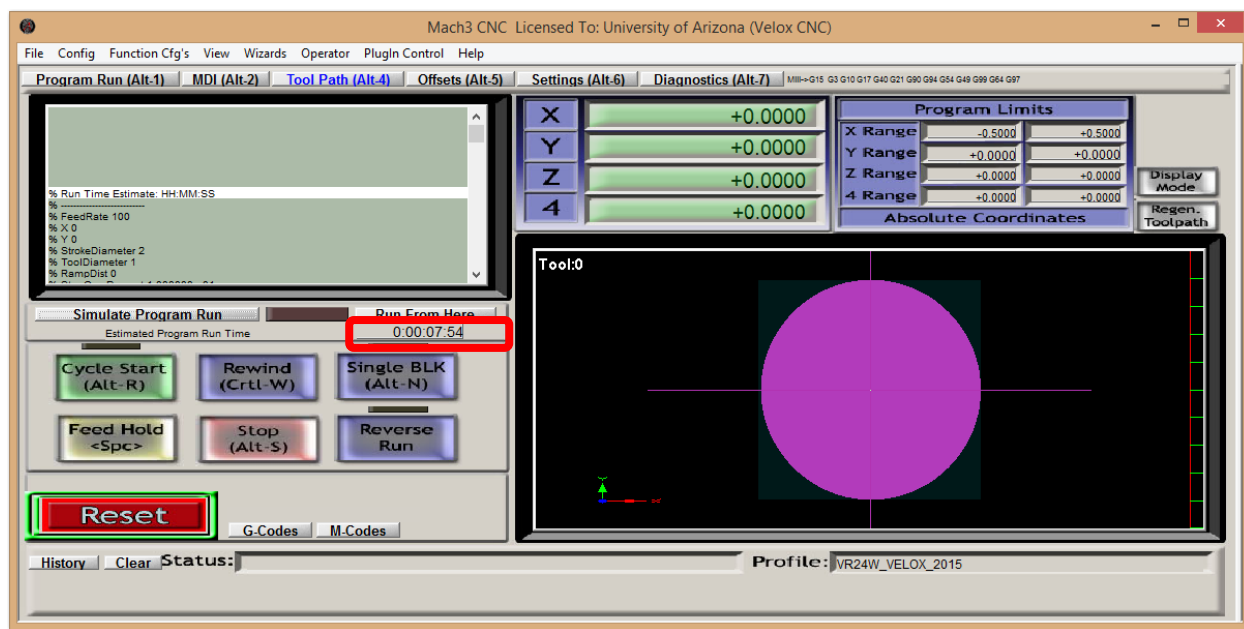 Mach3 CNC Licensed To: University of Arizona (Velox CNC)
File Config Function Cfg's View Wizards Operator PlugIn Control Help
Program Run (Alt-1) MDI (Alt-2) Tool Path (Alt-4) Offsets (Alt-5) Settings (Alt-6) Diagnostics (Alt-7) Mill->G15 G3 G10 G17 G40 G21 G90 G94 G54 G49 G99 G64 G97
% Run Time Estimate: HH:MM:SS
% ----------------------------
% FeedRate 100
% X 0
% Y 0
% StrokeDiameter 2
% ToolDiameter 1
% RampDist 0
X +0.0000
Y +0.0000
Z +0.0000
4 +0.0000
Program Limits
X Range -0.5000 +0.5000
Y Range +0.0000 +0.0000
Z Range +0.0000 +0.0000
4 Range +0.0000 +0.0000
Absolute Coordinates
Display
Mode
Regen.
Toolpath
Tool:0
Simulate Program Run Run From Here
Estimated Program Run Time 0:00:07:54
Cycle Start
(Alt-R)
Rewind
(Crtl-W)
Single BLK
(Alt-N)
Feed Hold
<Spc>
Stop
(Alt-S)
Reverse
Run
Reset
G-Codes M-Codes
History Clear Status: Profile: VR24W_VELOX_2015